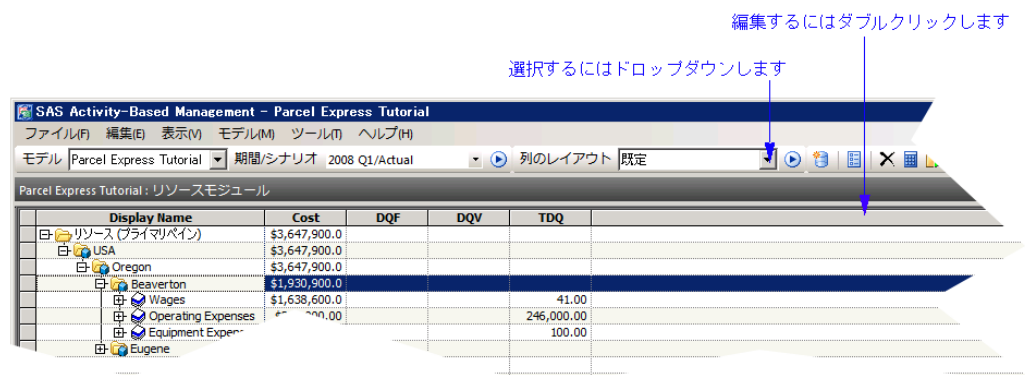 編集するにはダブルクリックします
選択するにはドロップダウンします
SAS Activity-Based Management - Parcel Express Tutorial
ファイル(F) 編集(E) 表示(V) モデル(M) ツール(T) ヘルプ(H)
モデル Parcel Express Tutorial 期間/シナリオ 2008 Q1/Actual 列のレイアウト 既定
Parcel Express Tutorial : リソースモジュール
Display Name Cost DQF DQV TDQ
リソース (プライマリペイン) $3,647,900.0
USA $3,647,900.0
Oregon $3,647,900.0
Beaverton $1,930,900.0
Wages $1,638,600.0 41.00
Operating Expenses 246,000.00
Equipment 100.00
Eugene